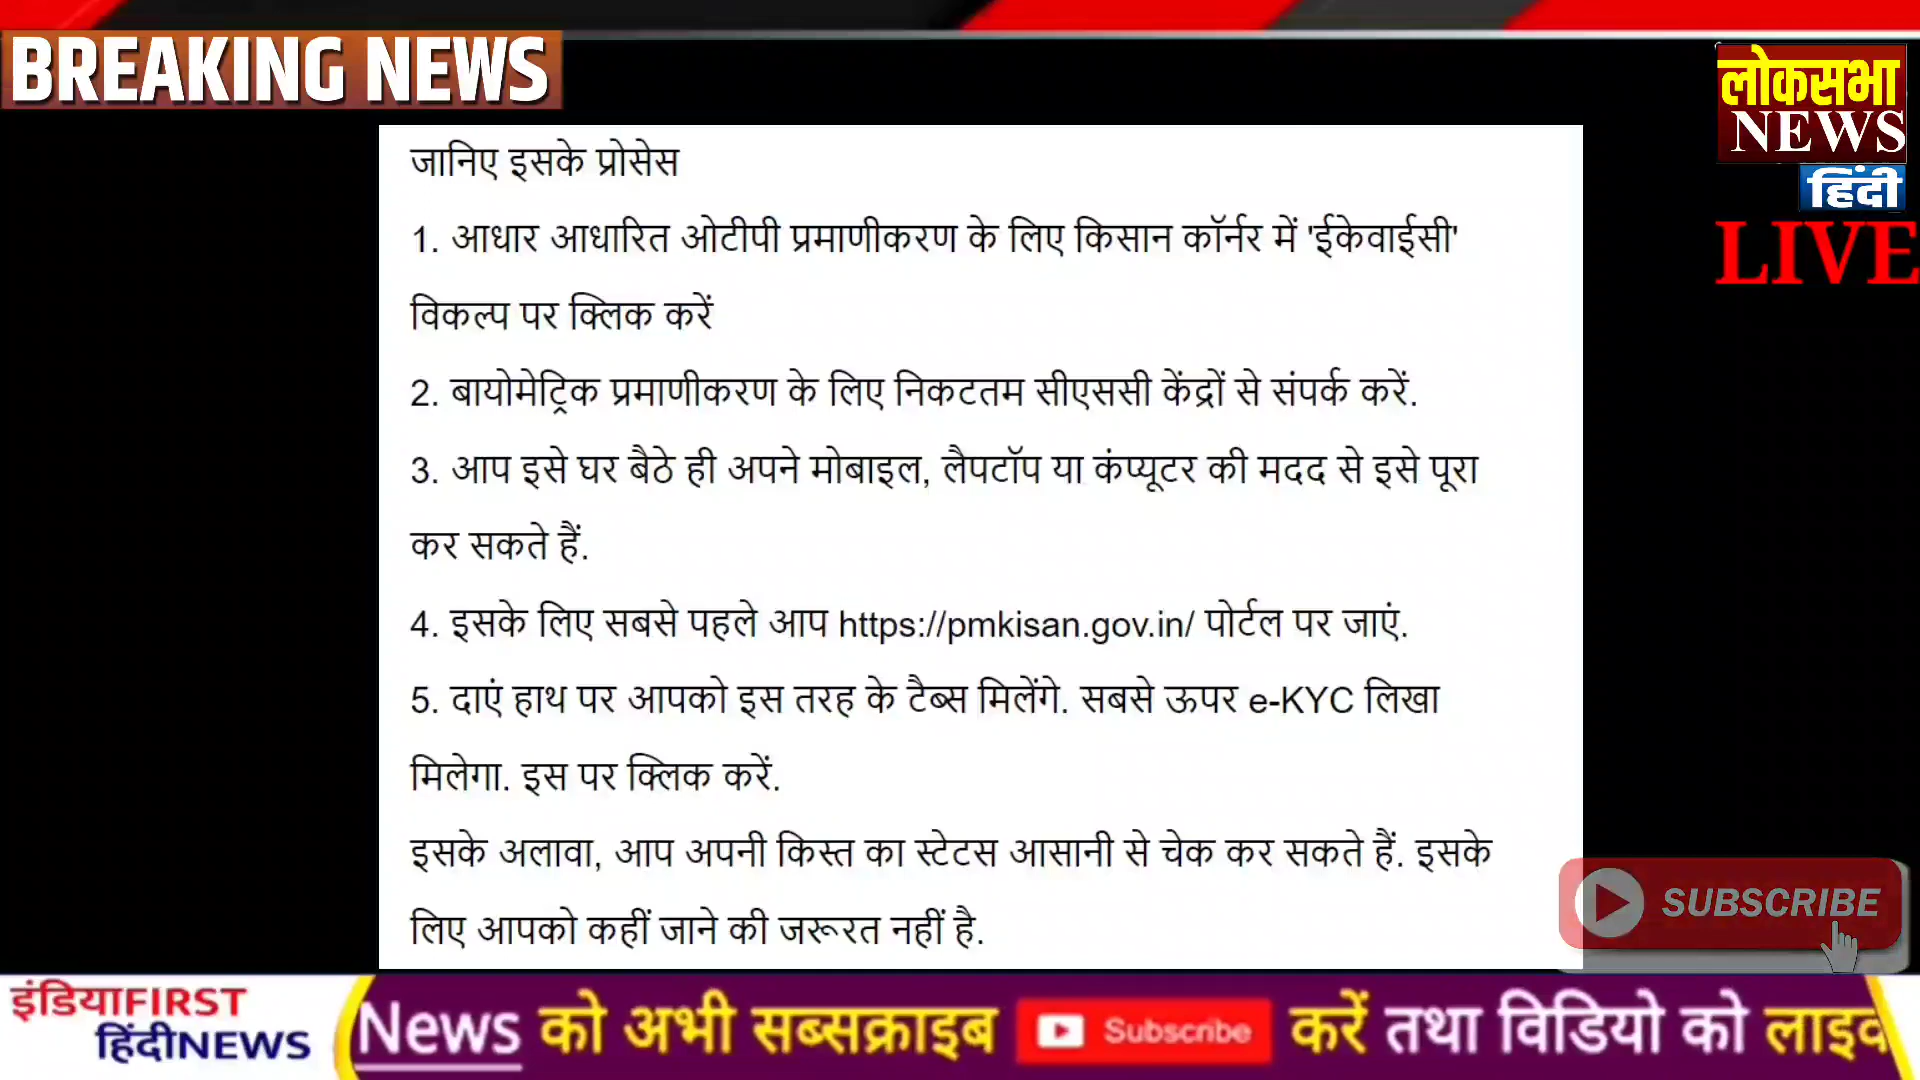 BREAKING NEWS
लोकसभा
NEWS
हिंदी
LIVE
जानिए इसके प्रोसेस
1. आधार आधारित ओटीपी प्रमाणीकरण के लिए किसान कॉर्नर में 'ईकेवाईसी'
विकल्प पर क्लिक करें
2. बायोमेट्रिक प्रमाणीकरण के लिए निकटतम सीएससी केंद्रों से संपर्क करें.
3. आप इसे घर बैठे ही अपने मोबाइल, लैपटॉप या कंप्यूटर की मदद से इसे पूरा
कर सकते हैं.
4. इसके लिए सबसे पहले आप https://pmkisan.gov.in/ पोर्टल पर जाएं.
5. दाएं हाथ पर आपको इस तरह के टैब्स मिलेंगे. सबसे ऊपर e-KYC लिखा
मिलेगा. इस पर क्लिक करें.
इसके अलावा, आप अपनी किस्त का स्टेटस आसानी से चेक कर सकते हैं. इसके
लिए आपको कहीं जाने की जरूरत नहीं है.
SUBSCRIBE
इंडियाFIRST
हिंदीNEWS
News को अभी सब्सक्राइब Subscribe करें तथा विडियो को लाइक